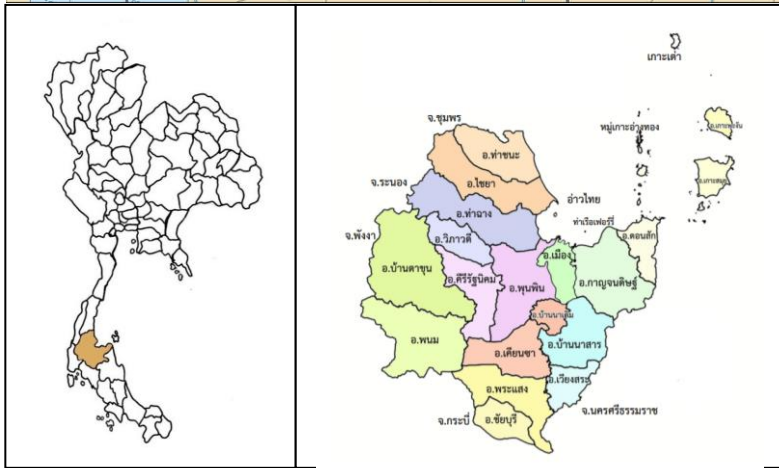 เกาะเต่า
จ.ชุมพร
หมู่เกาะอ่างทอง
อ.เกาะพะงัน
อ.ท่าชนะ
จ.ระนอง
อ.ไชยา
อ.เกาะสมุย
อ่าวไทย
อ.ท่าฉาง
ท่าเรือเฟอร์รี่
จ.พังงา
อ.วิภาวดี
อ.ดอนสัก
อ.เมือง
อ.บ้านตาขุน
อ.คีรีรัฐนิคม
อ.พุนพิน
อ.กาญจนดิษฐ์
อ.บ้านนาเดิม
อ.พนม
อ.เคียนซา
อ.บ้านนาสาร
อ.พระแสง
อ.เวียงสระ
จ.กระบี่
อ.ชัยบุรี
จ.นครศรีธรรมราช